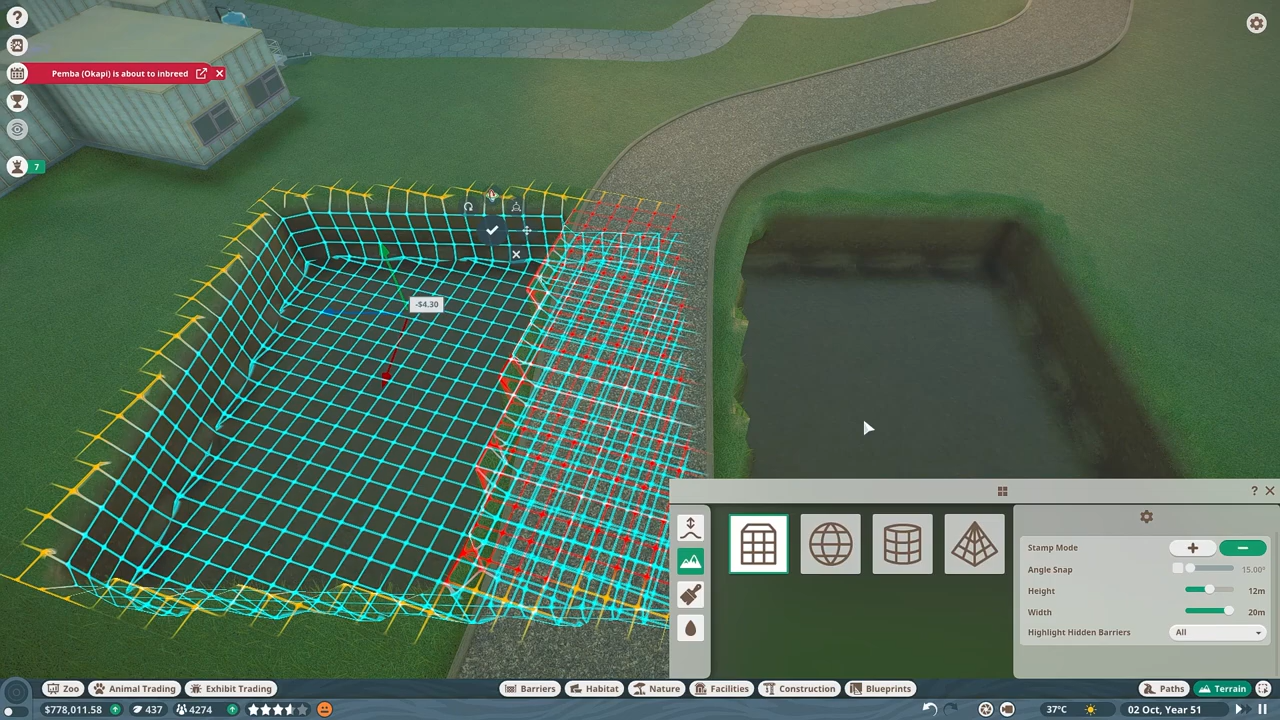 ?
Pemba (Okapi) is about to inbreed
7
-$4.30
?
Stamp Mode
Angle Snap 15.00°
Height 12m
Width 20m
Highlight Hidden Barriers All
Zoo Animal Trading Exhibit Trading Barriers Habitat Nature Facilities Construction Blueprints Paths Terrain
$778,011.58 437 4274 37°C 02 Oct, Year 51